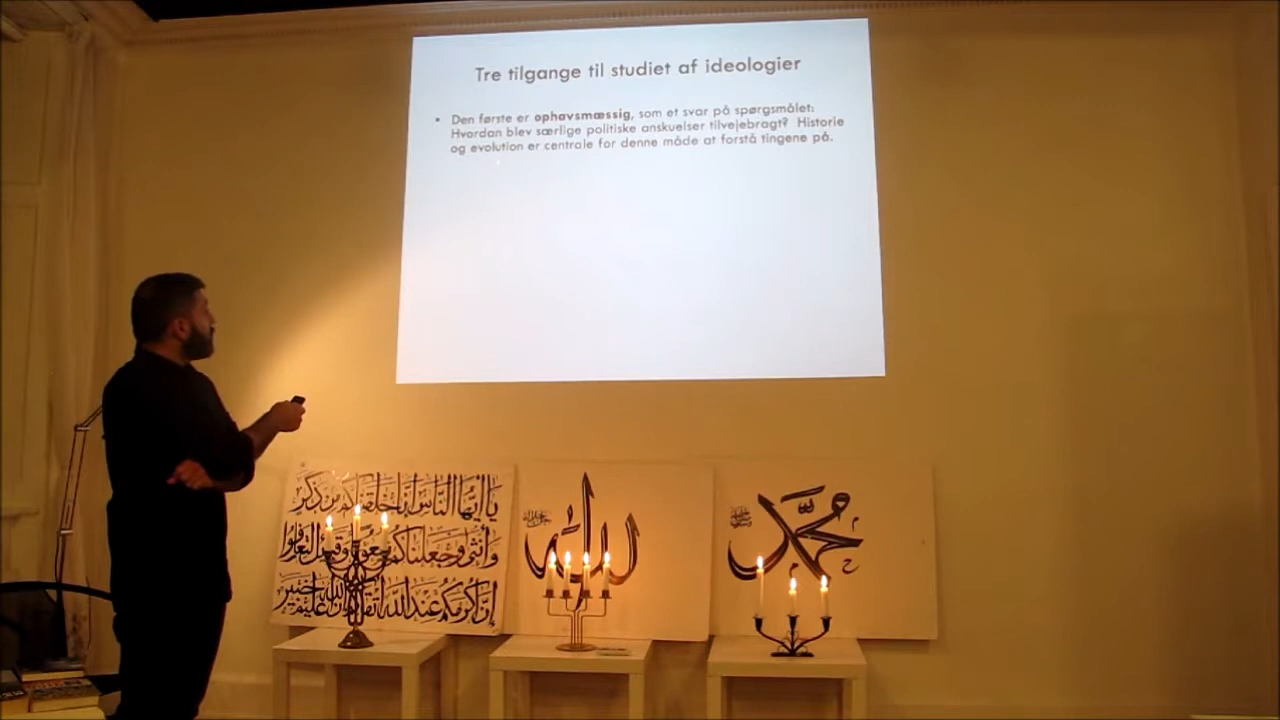 Tre tilgange til studiet af ideologier
• Den første er ophavsmæssig, som et svar på spørgsmålet:
Hvordan blev særlige politiske anskuelser tilvejebragt? Historie
og evolution er centrale for denne måde at forstå tingene på.
يا أيها الناس إنا خلقناكم من ذكر
وأنثى وجعلناكم شعوبا وقبائل لتعارفوا
إن أكرمكم عند الله أتقاكم إن الله عليم خبير
الله
محمد